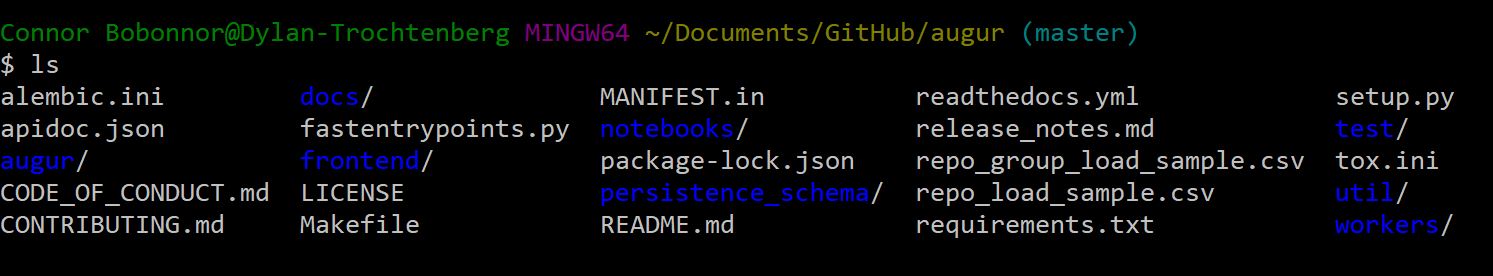 Connor Bobonnor@Dylan-Trochtenberg MINGW64 ~/Documents/GitHub/augur (master)
$ ls
alembic.ini docs/ MANIFEST.in readthedocs.yml setup.py
apidoc.json fastentrypoints.py notebooks/ release_notes.md test/
augur/ frontend/ package-lock.json repo_group_load_sample.csv tox.ini
CODE_OF_CONDUCT.md LICENSE persistence_schema/ repo_load_sample.csv util/
CONTRIBUTING.md Makefile README.md requirements.txt workers/